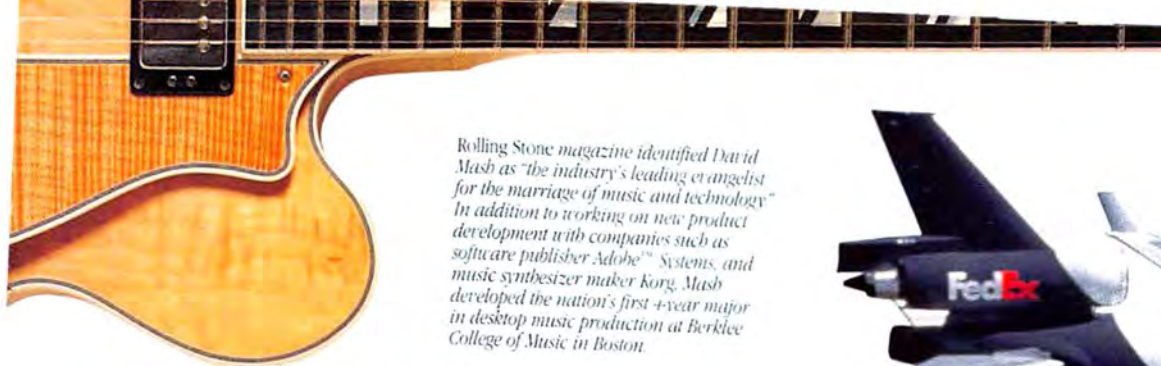 Rolling Stone magazine identified David
Mash as "the industry's leading evangelist
for the marriage of music and technology"
In addition to working on new product
development with companies such as
software publisher Adobe™ Systems, and
music synthesizer maker Korg, Mash
developed the nation's first 4-year major
in desktop music production at Berklee
College of Music in Boston.
FedEx